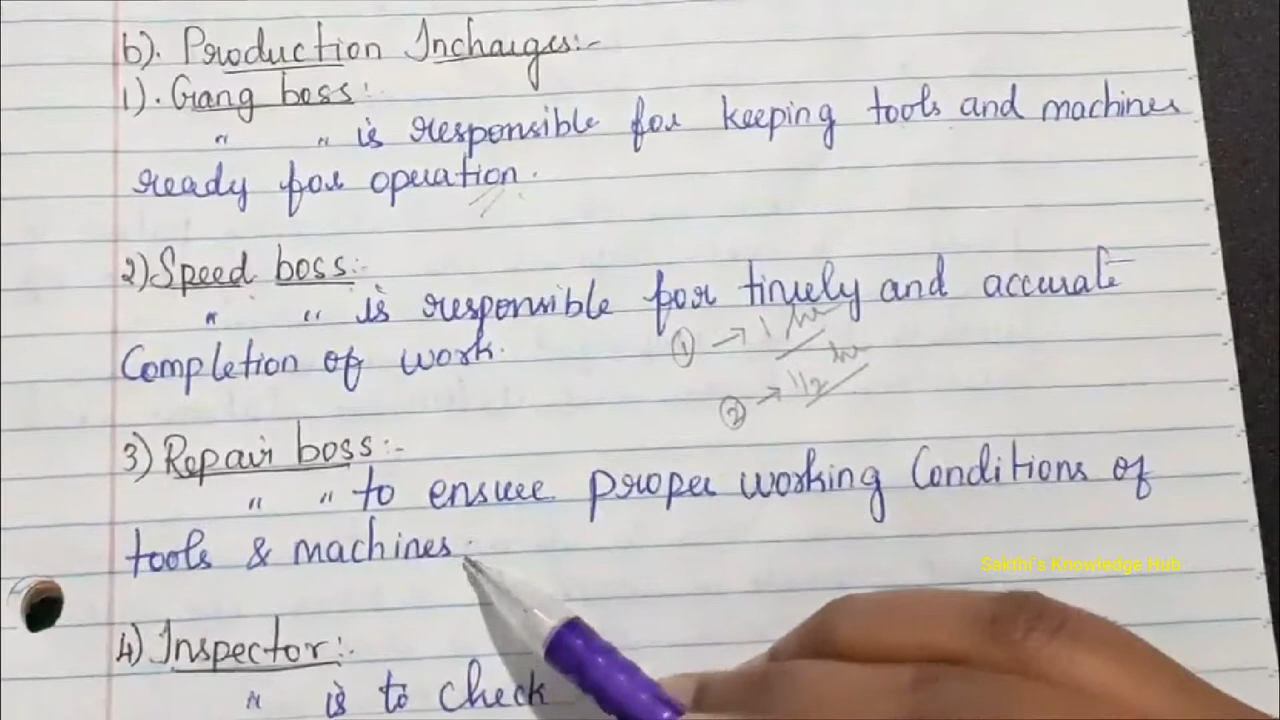 b). Production Incharges:-
1). Gang boss:
" " is responsible for keeping tools and machines
ready for operation.
2) Speed boss:-
" " is responsible for timely and accurate
Completion of work.
① → 1 hr
② → 1/2 hr
3) Repair boss:-
" " to ensure proper working Conditions of
tools & machines.
Sakthi's Knowledge Hub
4) Inspector:-
" is to check